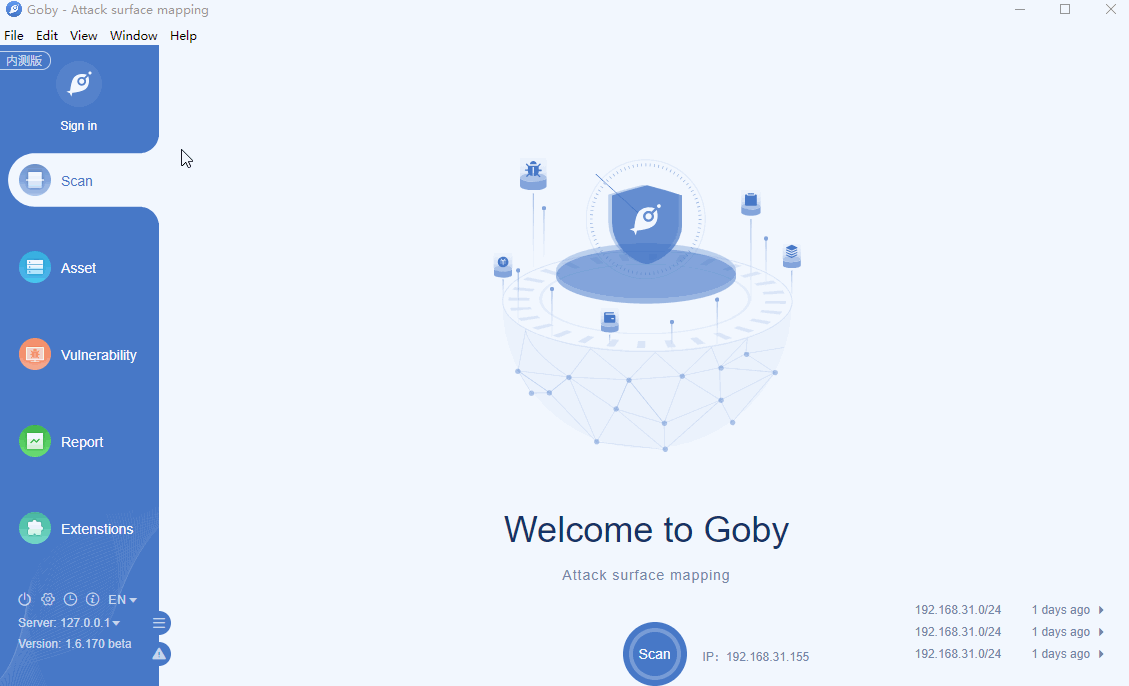 Goby - Attack surface mapping
File Edit View Window Help
内测版
Sign in
Scan
Asset
Vulnerability
Report
Extenstions
EN
Server: 127.0.0.1
Version: 1.6.170 beta
Welcome to Goby
Attack surface mapping
Scan
IP： 192.168.31.155
192.168.31.0/24 1 days ago
192.168.31.0/24 1 days ago
192.168.31.0/24 1 days ago